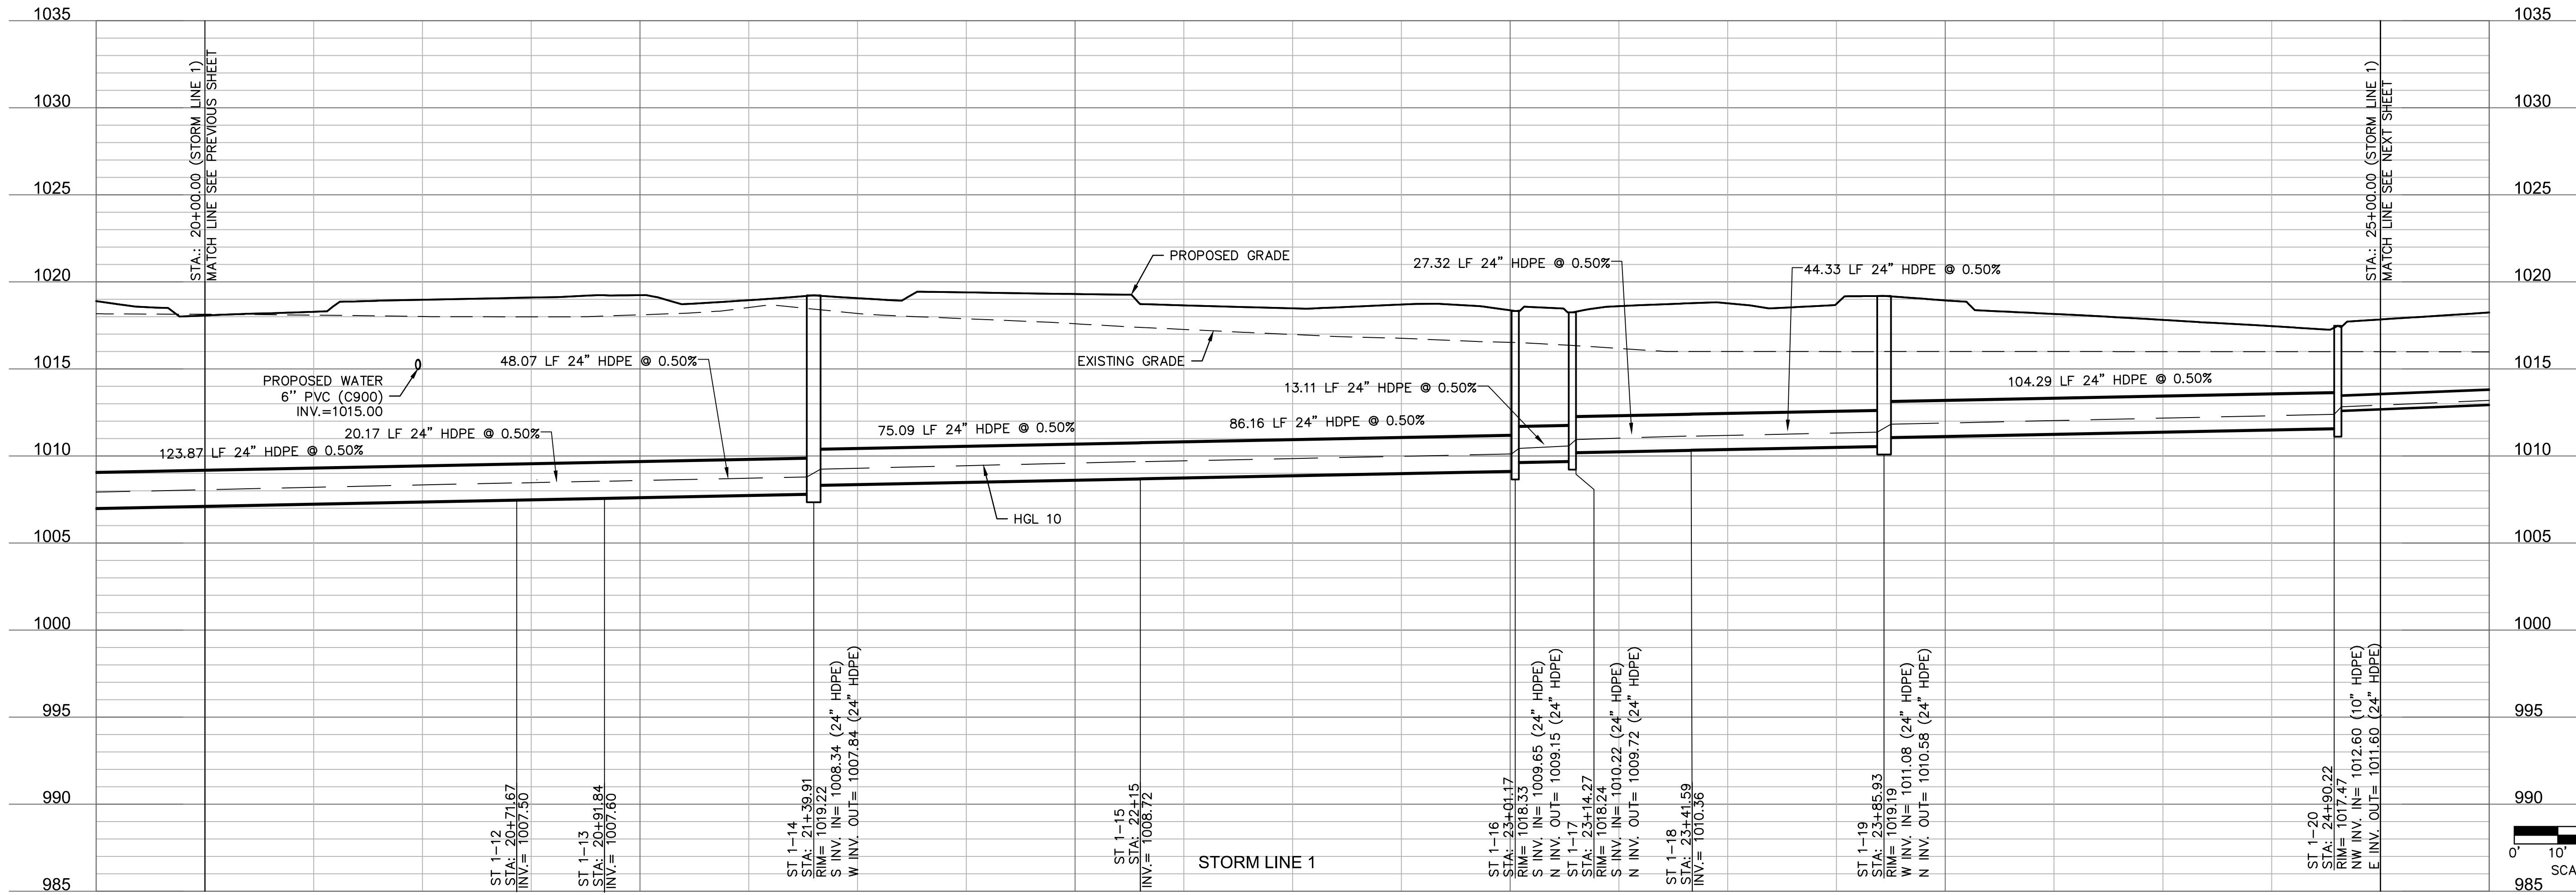 1035
1030
1025
1020
1015
1010
1005
1000
995
990
985
STA.: 20+00.00 (STORM LINE 1)
MATCH LINE SEE PREVIOUS SHEET
PROPOSED WATER
6'' PVC (C900)
INV.=1015.00
123.87 LF 24" HDPE @ 0.50%
20.17 LF 24" HDPE @ 0.50%
48.07 LF 24" HDPE @ 0.50%
75.09 LF 24" HDPE @ 0.50%
HGL 10
PROPOSED GRADE
EXISTING GRADE
86.16 LF 24" HDPE @ 0.50%
13.11 LF 24" HDPE @ 0.50%
27.32 LF 24" HDPE @ 0.50%
44.33 LF 24" HDPE @ 0.50%
104.29 LF 24" HDPE @ 0.50%
STA.: 25+00.00 (STORM LINE 1)
MATCH LINE SEE NEXT SHEET
ST 1-12
STA: 20+71.67
INV.= 1007.50
ST 1-13
STA: 20+91.84
INV.= 1007.60
ST 1-14
STA: 21+39.91
RIM= 1019.22
S INV. IN= 1008.34 (24" HDPE)
W INV. OUT= 1007.84 (24" HDPE)
ST 1-15
STA: 22+15
INV.= 1008.72
STORM LINE 1
ST 1-16
STA: 23+01.17
RIM= 1018.33
S INV. IN= 1009.65 (24" HDPE)
N INV. OUT= 1009.15 (24" HDPE)
ST 1-17
STA: 23+14.27
RIM= 1018.24
S INV. IN= 1010.22 (24" HDPE)
N INV. OUT= 1009.72 (24" HDPE)
ST 1-18
STA: 23+41.59
INV.= 1010.36
ST 1-19
STA: 23+85.93
RIM= 1019.19
W INV. IN= 1011.08 (24" HDPE)
N INV. OUT= 1010.58 (24" HDPE)
ST 1-20
STA: 24+90.22
RIM= 1017.47
NW INV. IN= 1012.60 (10" HDPE)
E INV. OUT= 1011.60 (24" HDPE)
1035
1030
1025
1020
1015
1010
1005
1000
995
990
985
0' 10'
SCA